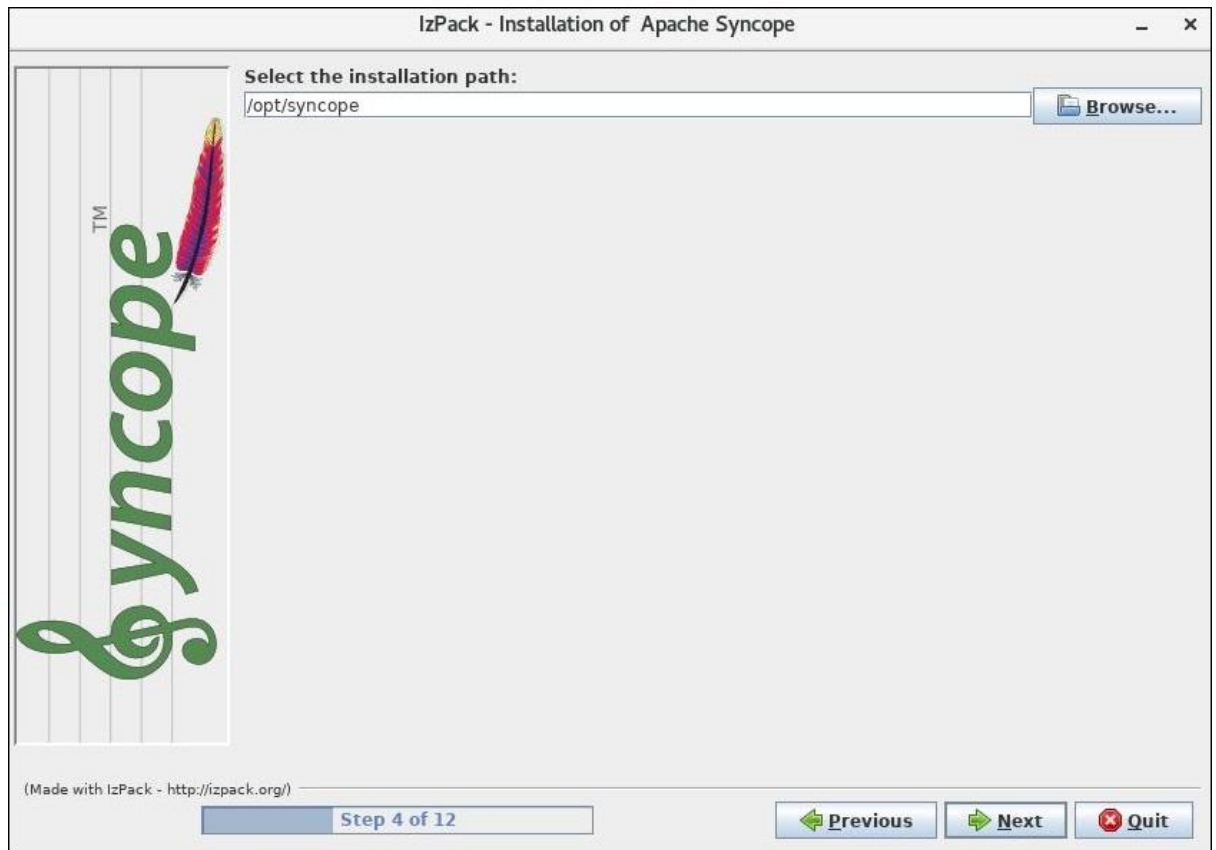 IzPack - Installation of Apache Syncope
Select the installation path:
/opt/syncope
Browse...
Syncope
TM
(Made with IzPack - http://izpack.org/)
Step 4 of 12
Previous
Next
Quit